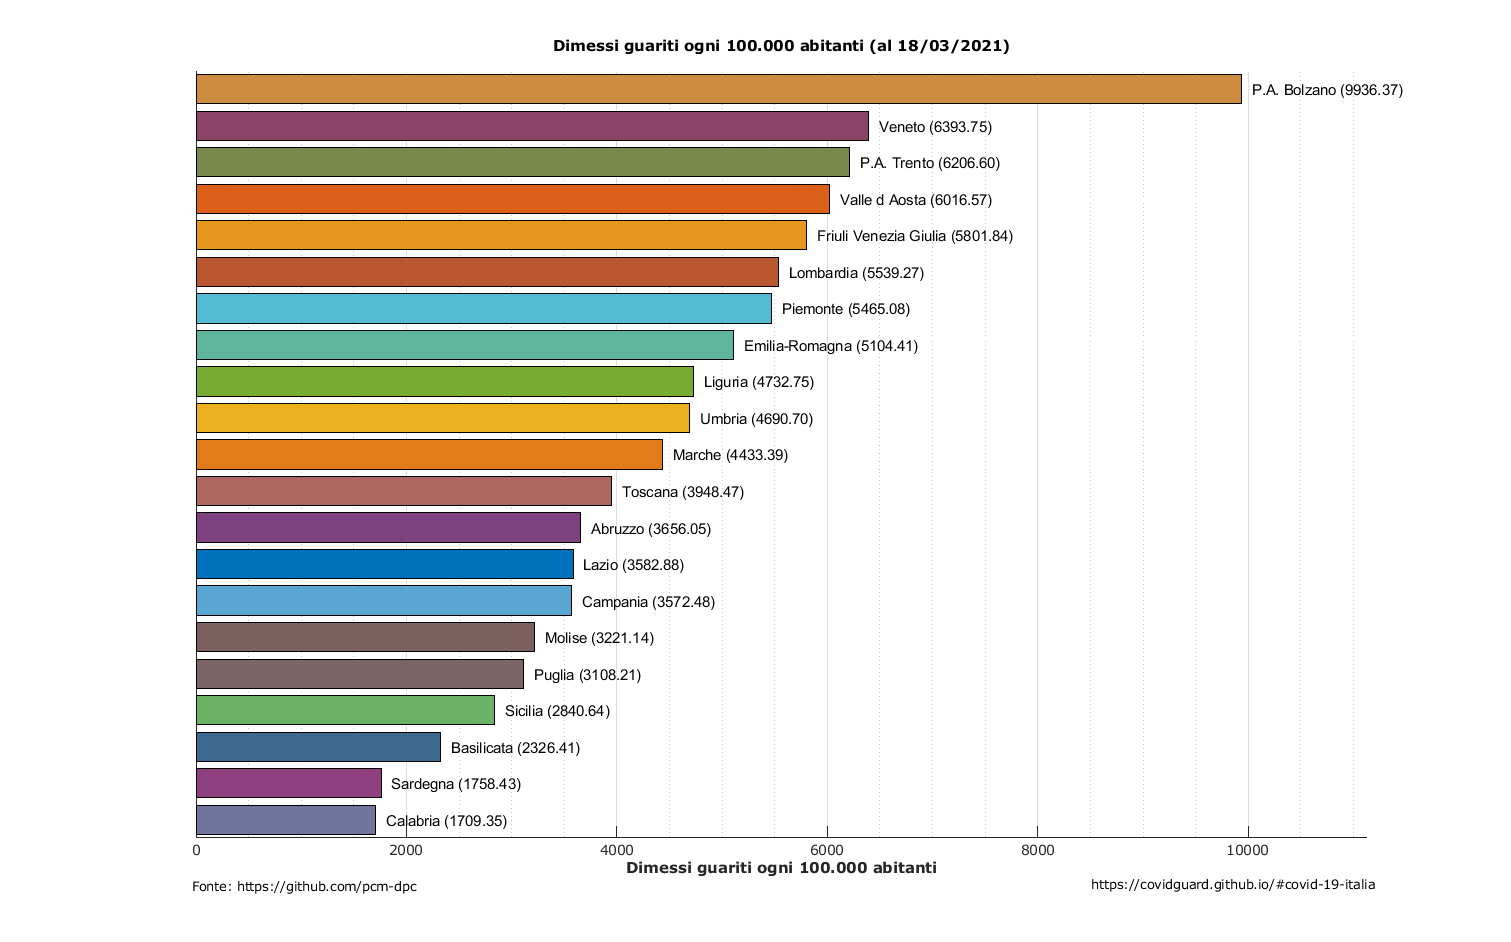 Dimessi guariti ogni 100.000 abitanti (al 18/03/2021)
P.A. Bolzano (9936.37)
Veneto (6393.75)
P.A. Trento (6206.60)
Valle d Aosta (6016.57)
Friuli Venezia Giulia (5801.84)
Lombardia (5539.27)
Piemonte (5465.08)
Emilia-Romagna (5104.41)
Liguria (4732.75)
Umbria (4690.70)
Marche (4433.39)
Toscana (3948.47)
Abruzzo (3656.05)
Lazio (3582.88)
Campania (3572.48)
Molise (3221.14)
Puglia (3108.21)
Sicilia (2840.64)
Basilicata (2326.41)
Sardegna (1758.43)
Calabria (1709.35)
0 2000 4000 6000 8000 10000
Dimessi guariti ogni 100.000 abitanti
Fonte: https://github.com/pcm-dpc
https://covidguard.github.io/#covid-19-italia